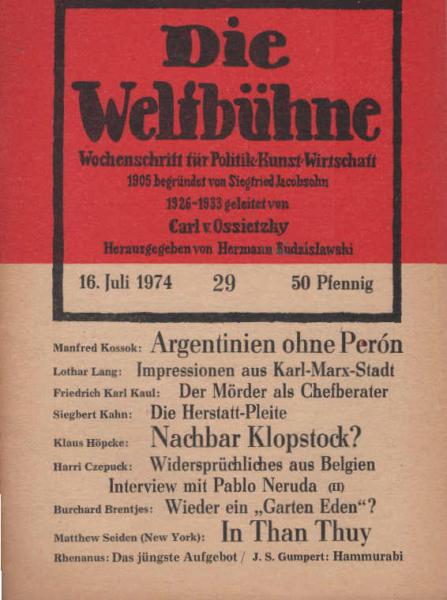 Die
Weltbühne
Wochenschrift für Politik·Kunst·Wirtschaft
1905 begründet von Siegfried Jacobsohn
1926-1933 geleitet von
Carl v. Ossietzky
Herausgegeben von Hermann Budzislawski
16. Juli 1974 29 50 Pfennig
Manfred Kossok: Argentinien ohne Perón
Lothar Lang: Impressionen aus Karl-Marx-Stadt
Friedrich Karl Kaul: Der Mörder als Chefberater
Siegbert Kahn: Die Herstatt-Pleite
Klaus Höpcke: Nachbar Klopstock?
Harri Czepuck: Widersprüchliches aus Belgien
Interview mit Pablo Neruda (II)
Burchard Brentjes: Wieder ein „Garten Eden“?
Matthew Seiden (New York): In Than Thuy
Rhenanus: Das jüngste Aufgebot / J. S. Gumpert: Hammurabi